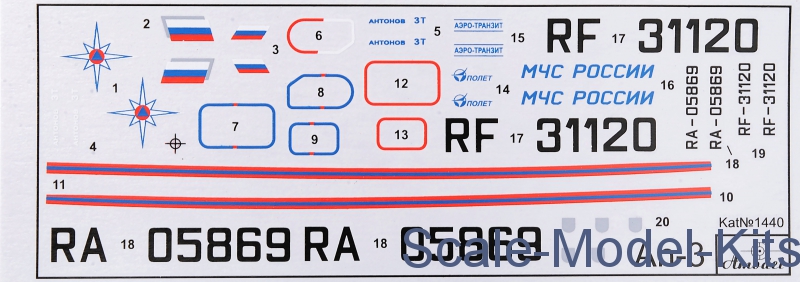 2
3
1
4
6
АНТОНОВ 3Т
АНТОНОВ 3Т
5
АЭРО-ТРАНЗИТ
АЭРО-ТРАНЗИТ
15
RF 17 31120
7
8
9
12
13
ПОЛЕТ
ПОЛЕТ
14
МЧС РОССИИ
МЧС РОССИИ
16
RF 17 31120
RA-05869
RA-05869
RF-31120
RF-31120
18
19
11
10
RA 18 05869
RA 18 05869
20
Ан-3
Kat№1440
Amodel
Scale-Model-Kits